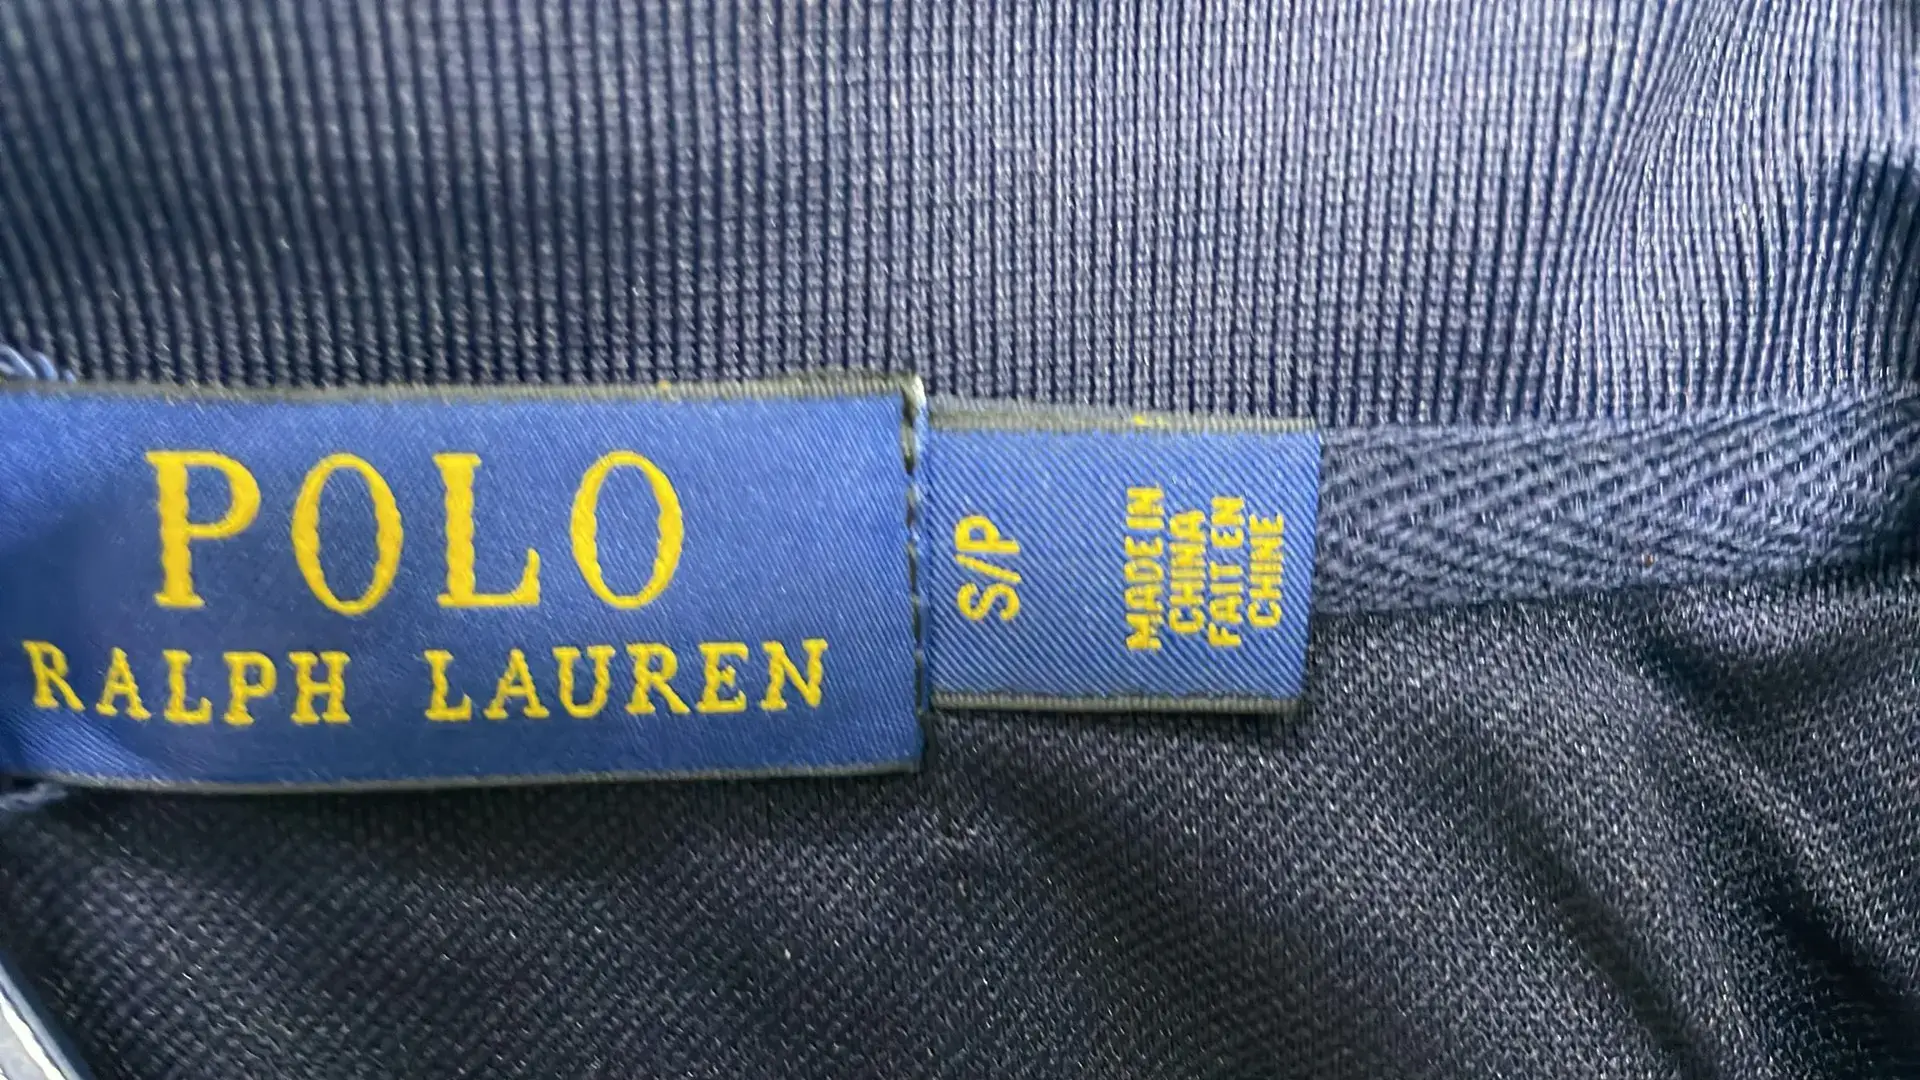 POLO
RALPH LAUREN
S/P
MADE IN
CHINA
FAIT EN
CHINE